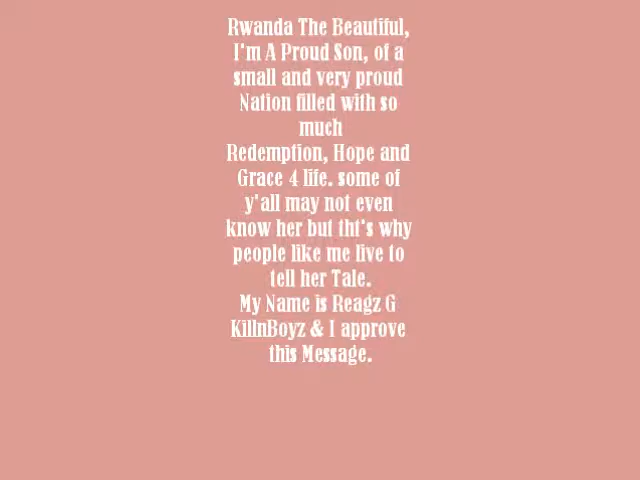 Rwanda The Beautiful,
I'm A Proud Son, of a
small and very proud
Nation filled with so
much
Redemption, Hope and
Grace 4 life. some of
y'all may not even
know her but tht's why
people like me live to
tell her Tale.
My Name is Reagz G
KillnBoyz & I approve
this Message.